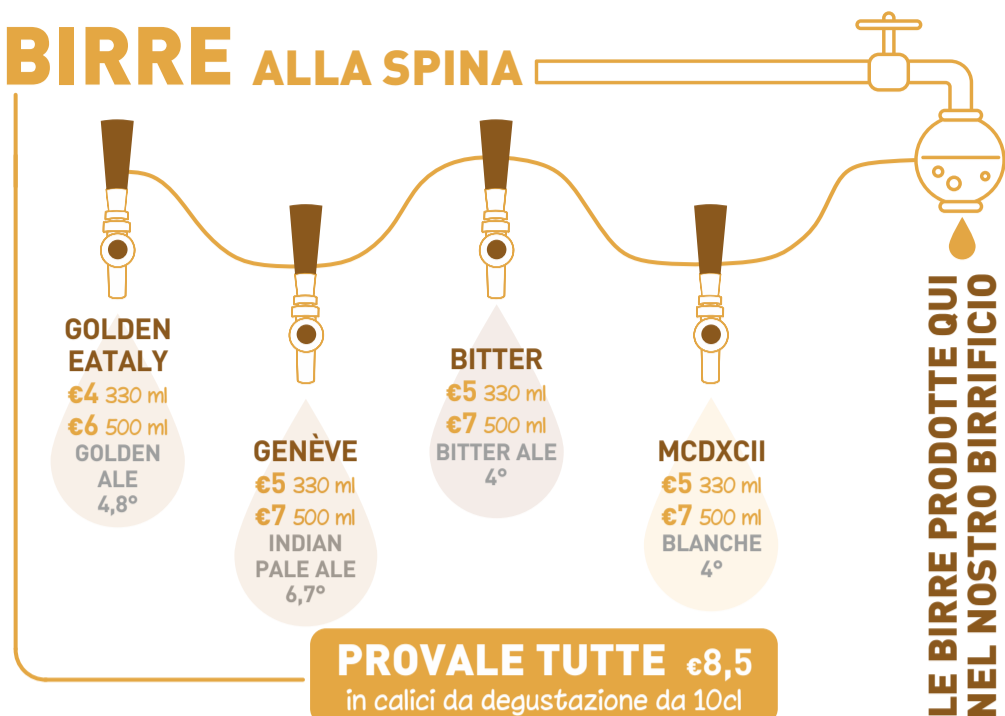 BIRRE ALLA SPINA
GOLDEN
EATALY
€4 330 ml
€6 500 ml
GOLDEN
ALE
4,8°
GENÈVE
€5 330 ml
€7 500 ml
INDIAN
PALE ALE
6,7°
BITTER
€5 330 ml
€7 500 ml
BITTER ALE
4°
MCDXCII
€5 330 ml
€7 500 ml
BLANCHE
4°
LE BIRRE PRODOTTE QUI
NEL NOSTRO BIRRIFICIO
PROVALE TUTTE €8,5
in calici da degustazione da 10cl